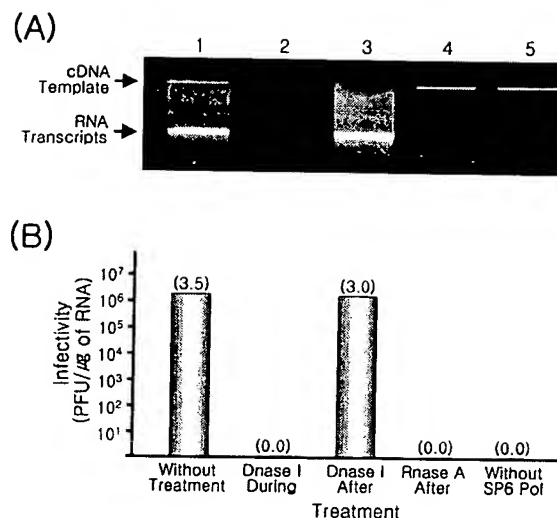 (A)
1 2 3 4 5
cDNA
Template
RNA
Transcripts
(B)
Infectivity
(PFU/㎍ of RNA)
10⁷
10⁶
10⁵
10⁴
10³
10²
10¹
(3.5) (0.0) (3.0) (0.0) (0.0)
Without Dnase I Dnase I Rnase A Without
Treatment During After After SP6 Pol
Treatment